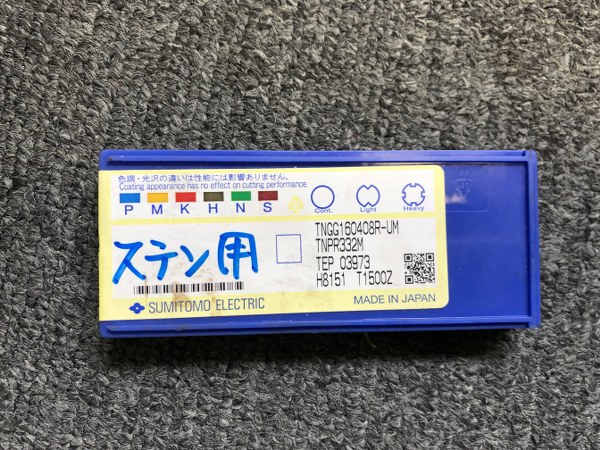 色調・光沢の違いは性能には影響ありません。
Coating appearance has no effect on cutting performance.
P M K H N S
Cont. Light Heavy
ステン用
TNGG160408R-UM
TNPR332M
TEP 03973
H8151 T1500Z
SUMITOMO ELECTRIC
MADE IN JAPAN